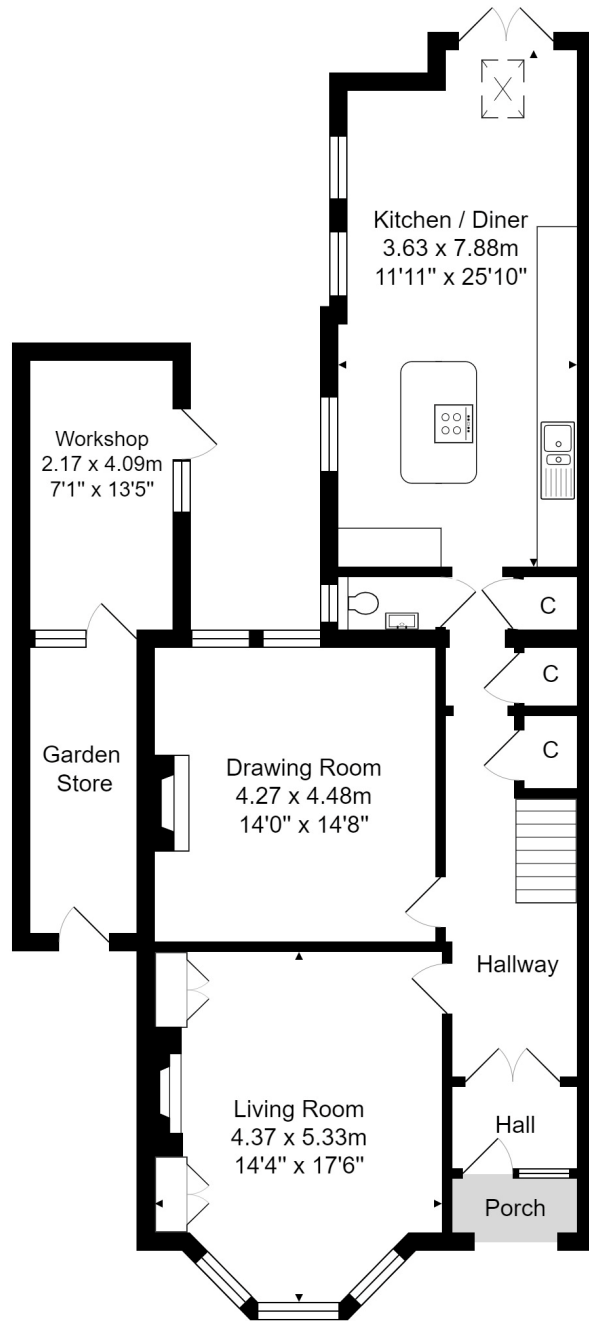 Kitchen / Diner
3.63 x 7.88m
11'11" x 25'10"
Workshop
2.17 x 4.09m
7'1" x 13'5"
C
C
C
Garden
Store
Drawing Room
4.27 x 4.48m
14'0" x 14'8"
Hallway
Living Room
4.37 x 5.33m
14'4" x 17'6"
Hall
Porch